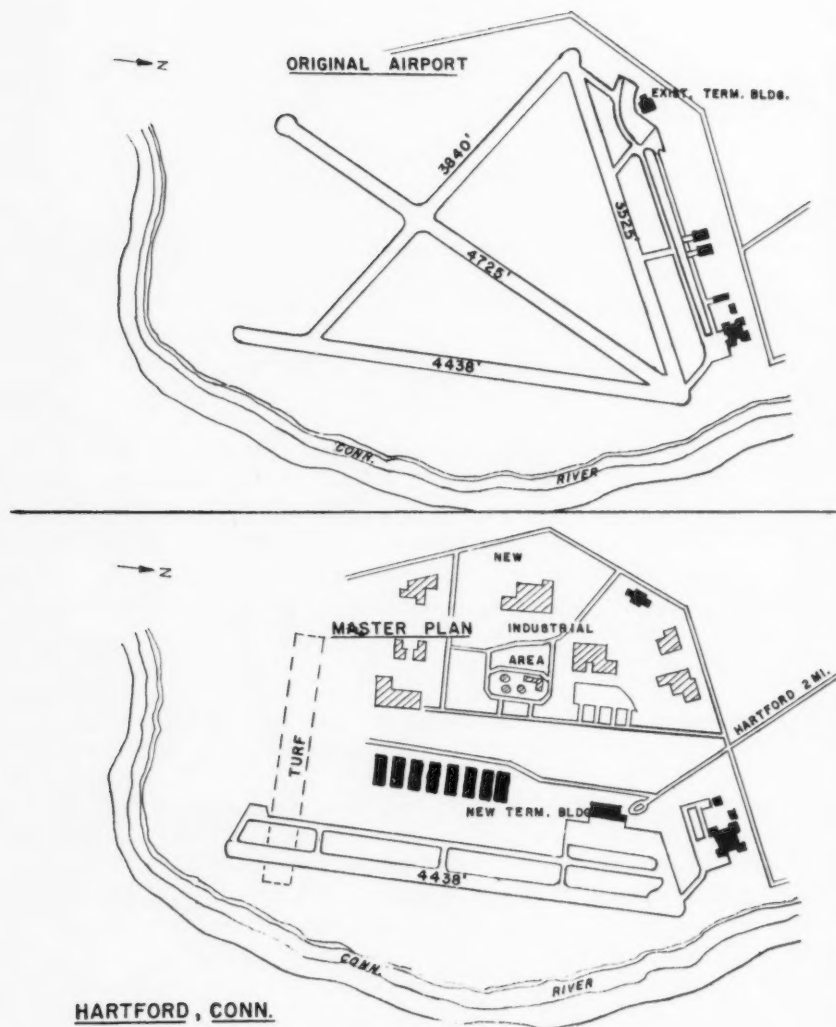 ORIGINAL AIRPORT
N
EXIST. TERM. BLDG.
3840'
3525'
4725'
4438'
CONN.
RIVER
N
NEW
MASTER PLAN
INDUSTRIAL
AREA
HARTFORD 2 MI.
TURF
NEW TERM. BLDG
4438'
CONN.
RIVER
HARTFORD, CONN.